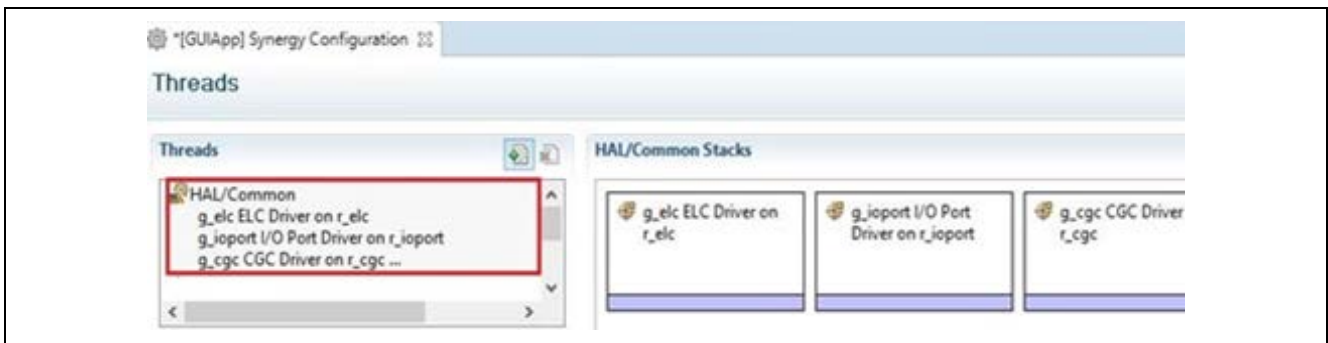 *[GUIApp] Synergy Configuration
Threads
Threads
HAL/Common
g_elc ELC Driver on r_elc
g_ioport I/O Port Driver on r_ioport
g_cgc CGC Driver on r_cgc ...
HAL/Common Stacks
g_elc ELC Driver on
r_elc
g_ioport I/O Port
Driver on r_ioport
g_cgc CGC Driver
r_cgc